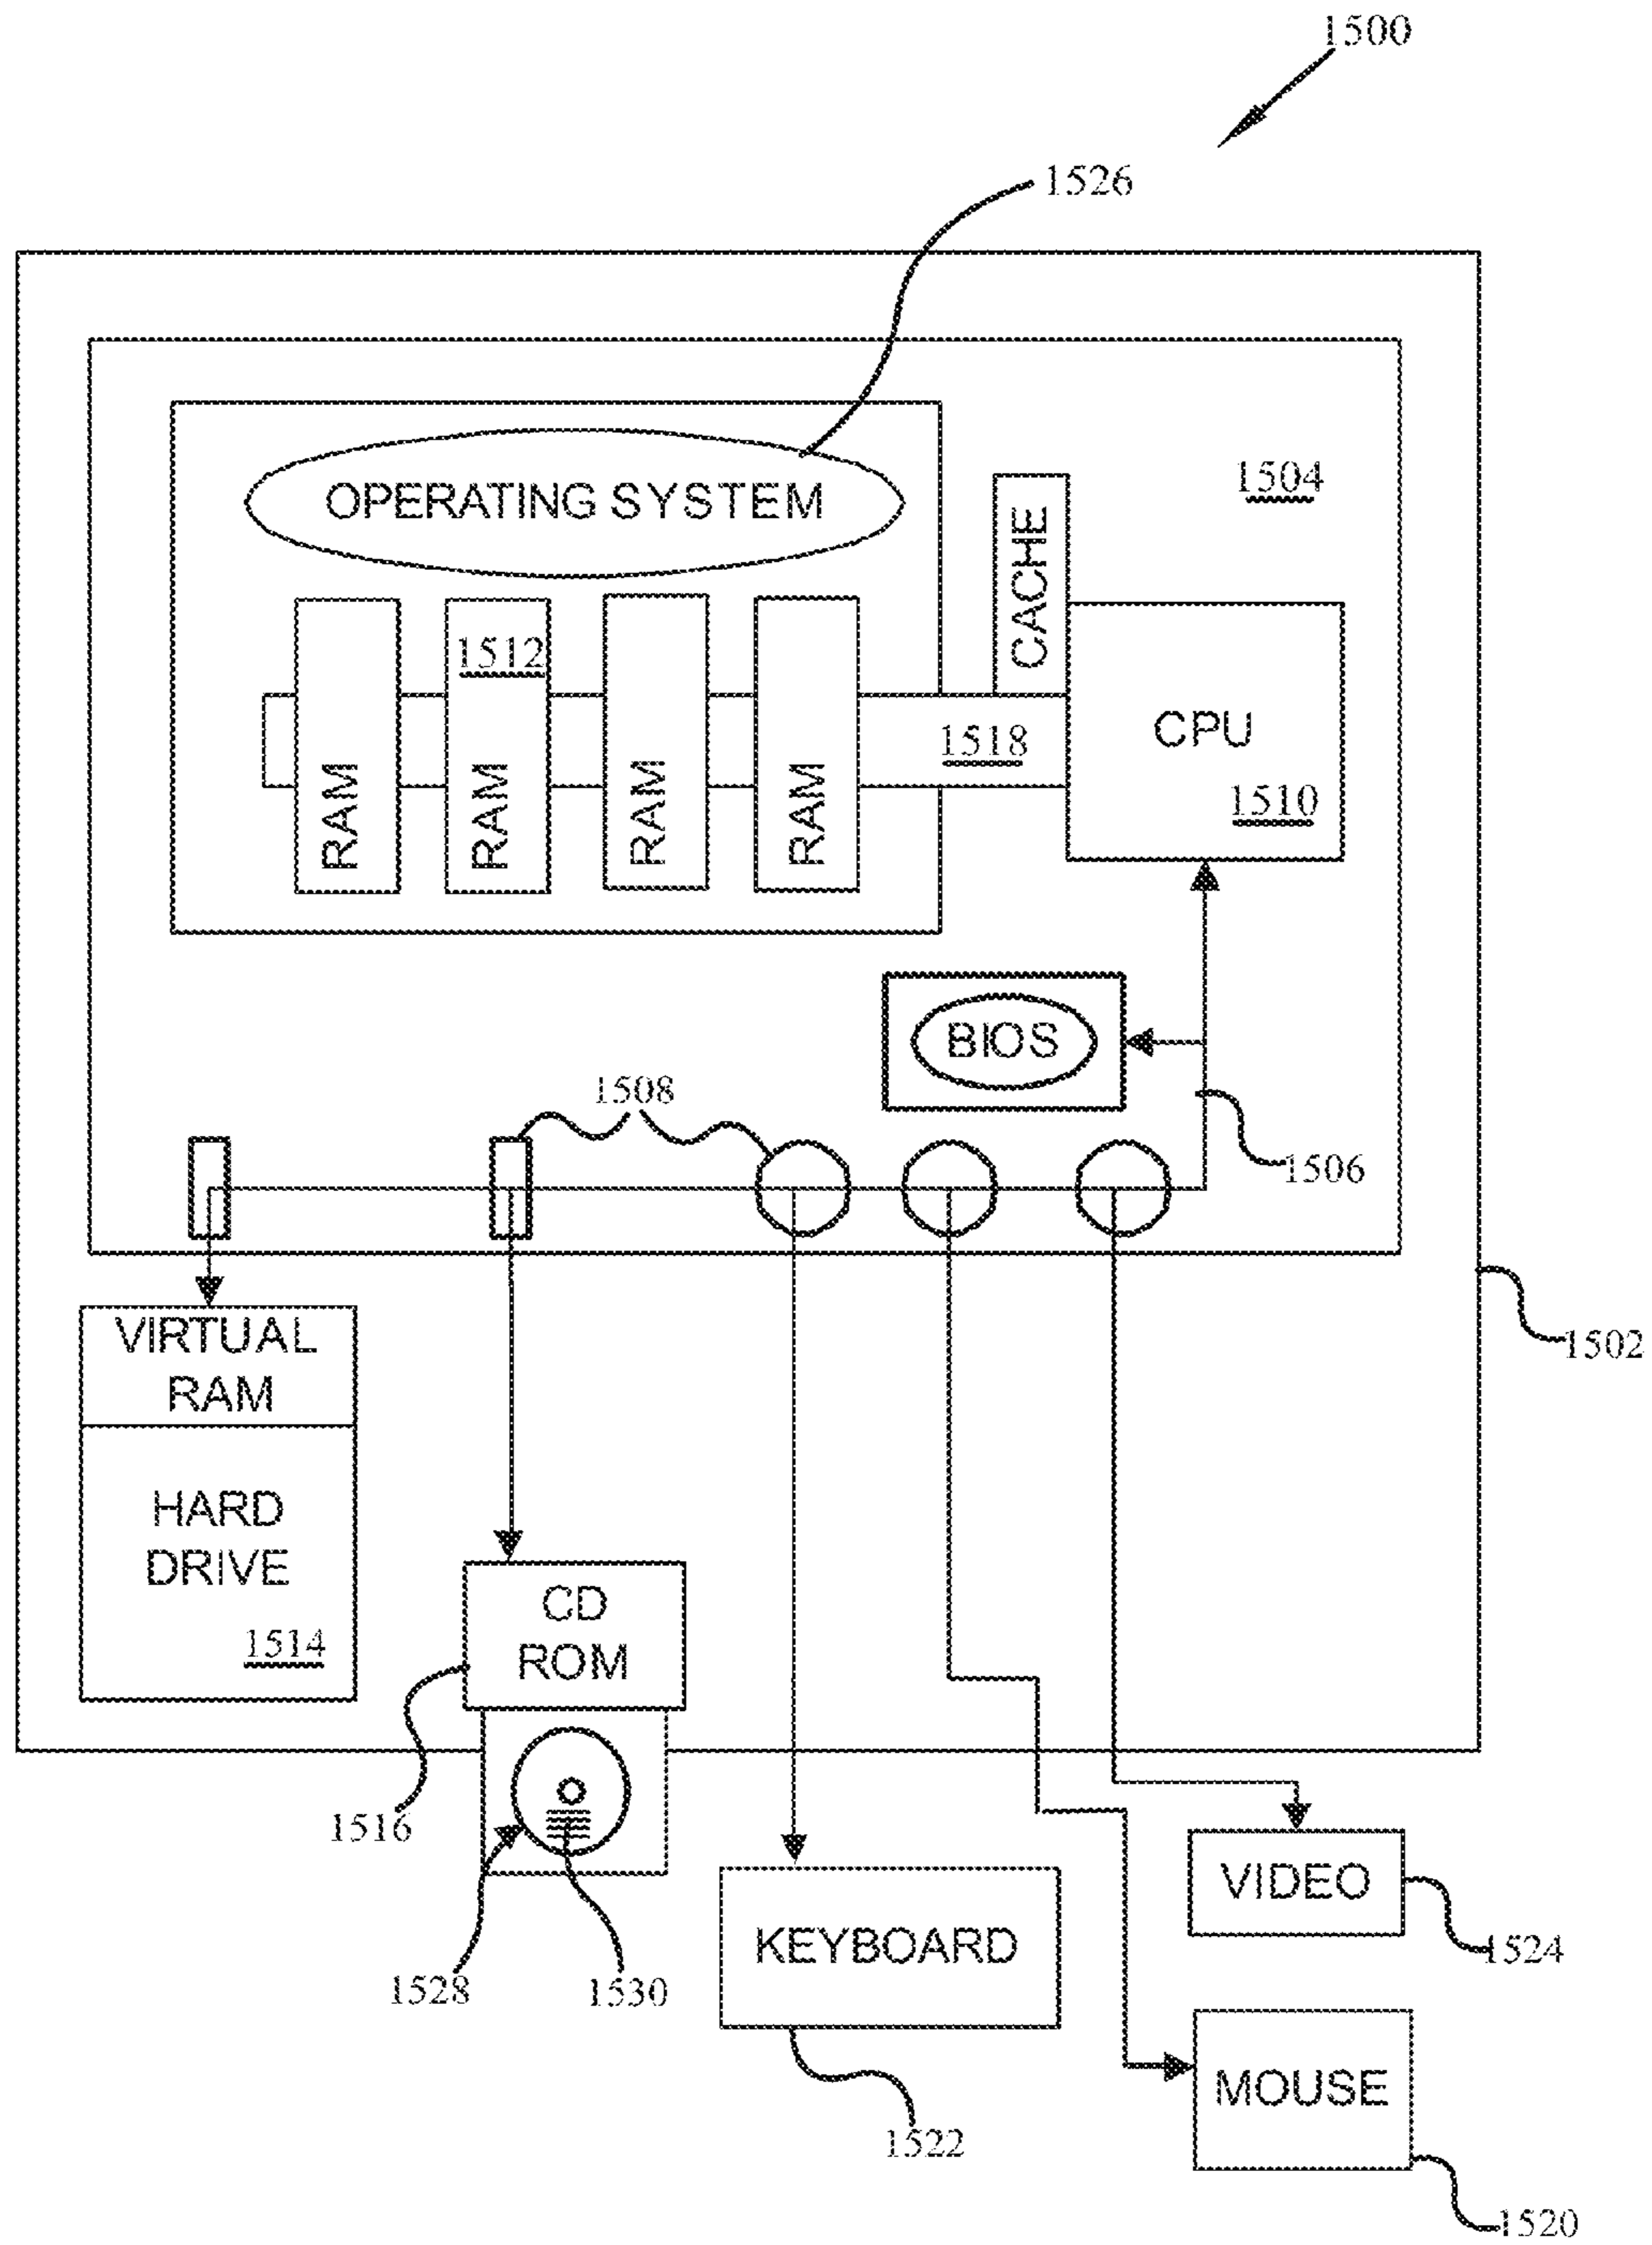 1500
1526
OPERATING SYSTEM
1504
CACHE
1512
RAM
RAM
RAM
RAM
1518
CPU
1510
BIOS
1508
1506
VIRTUAL
RAM
1502
HARD
DRIVE
1514
CD
ROM
1516
1528
1530
KEYBOARD
1522
VIDEO
1524
MOUSE
1520